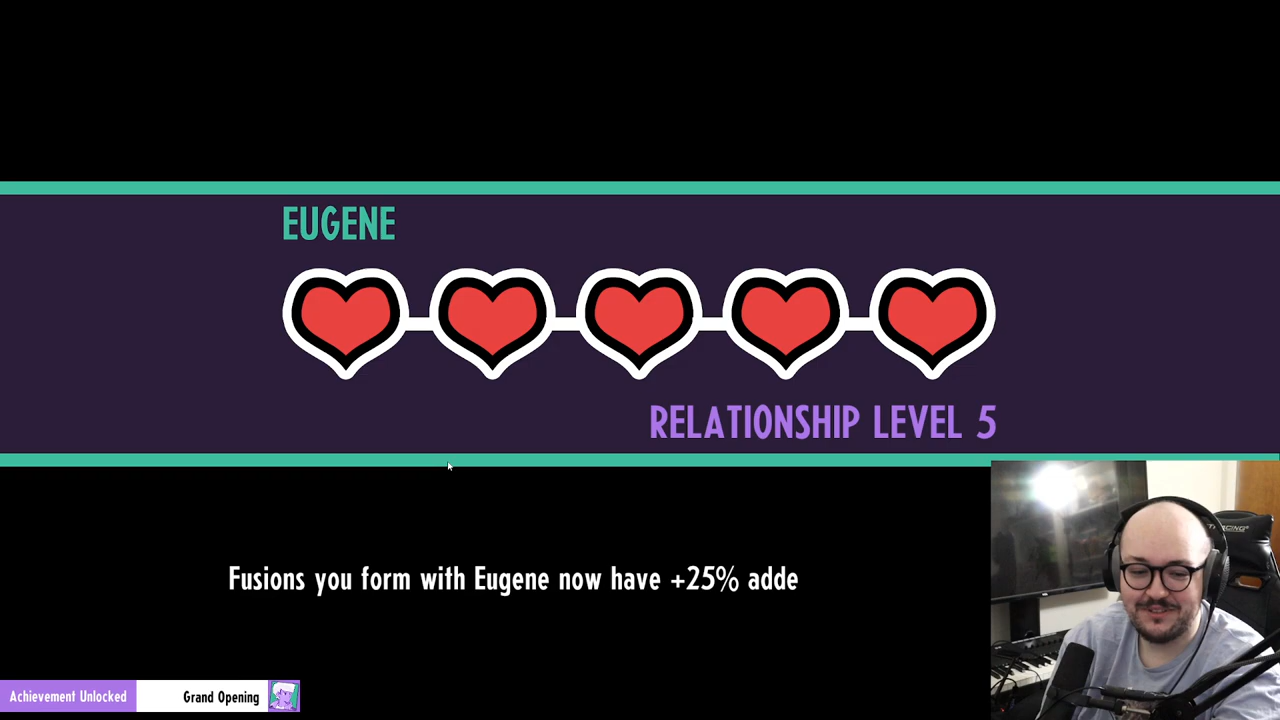 EUGENE
RELATIONSHIP LEVEL 5
Fusions you form with Eugene now have +25% adde
Achievement Unlocked
Grand Opening